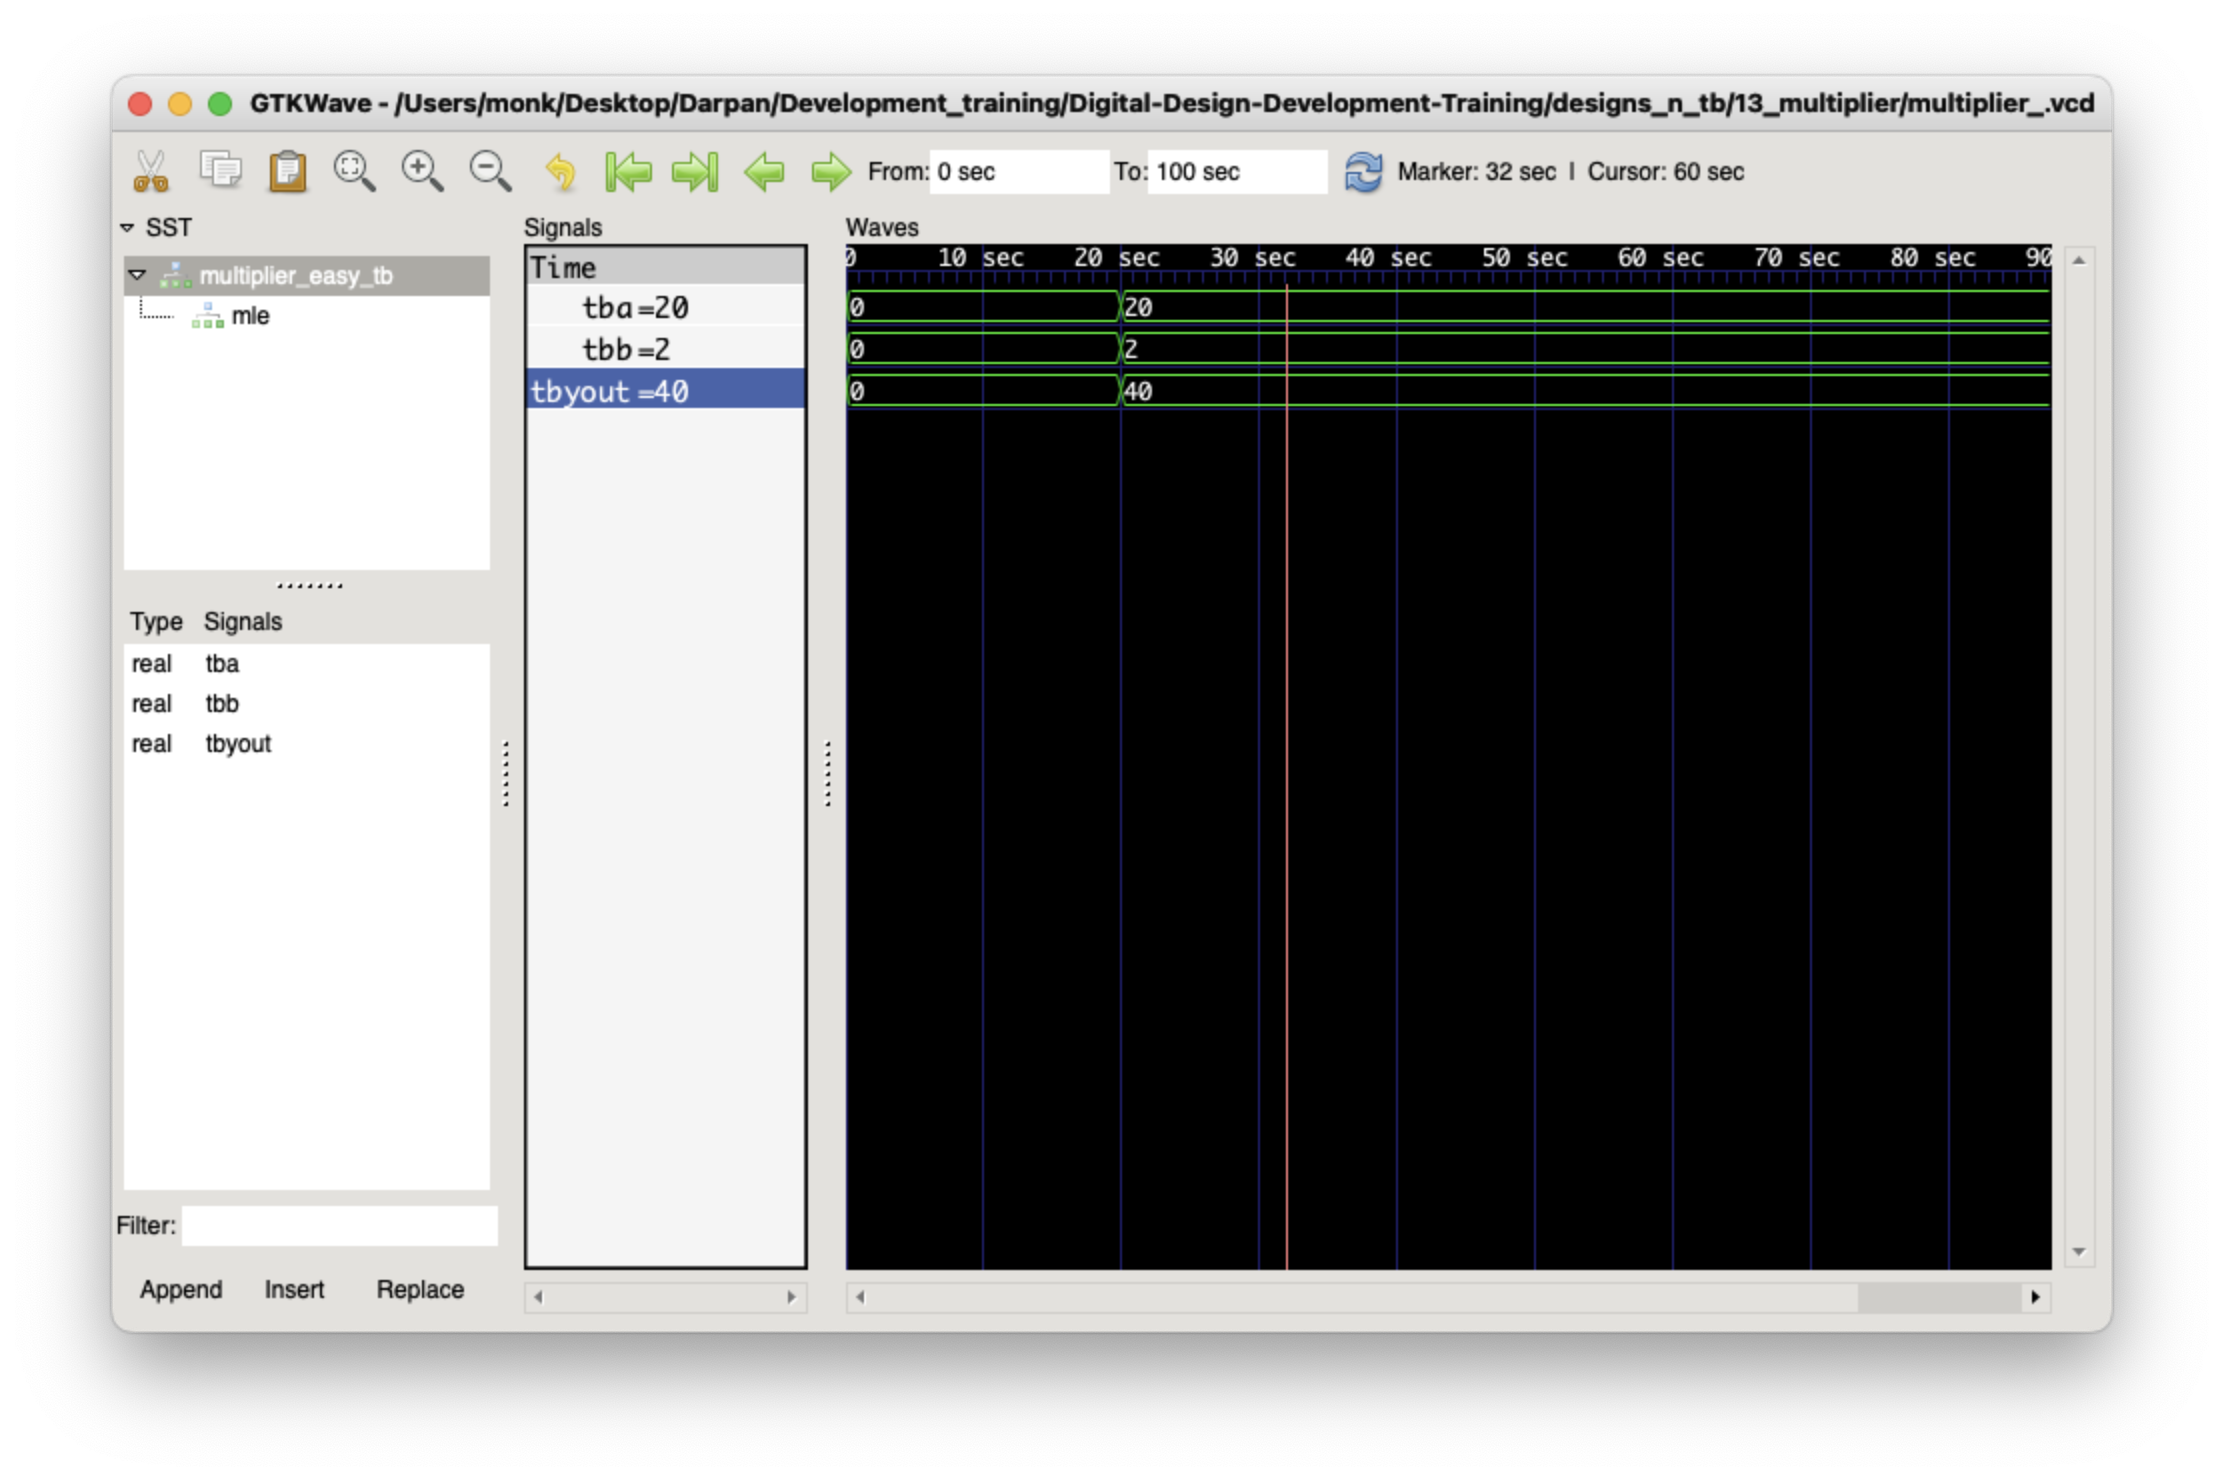 GTKWave - /Users/monk/Desktop/Darpan/Development_training/Digital-Design-Development-Training/designs_n_tb/13_multiplier/multiplier_.vcd
From: 0 sec To: 100 sec Marker: 32 sec | Cursor: 60 sec
SST
multiplier_easy_tb
mle
Type Signals
real tba
real tbb
real tbyout
Filter:
Append Insert Replace
Signals
Time
tba=20
tbb=2
tbyout=40
Waves
0 10 sec 20 sec 30 sec 40 sec 50 sec 60 sec 70 sec 80 sec 90
0 20
0 2
0 40